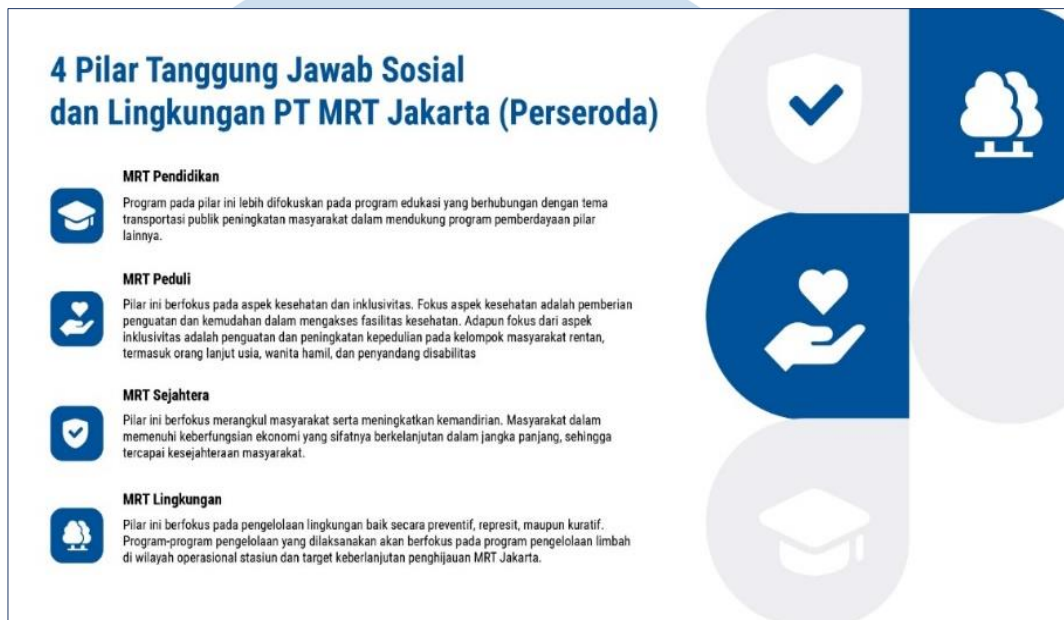 4 Pilar Tanggung Jawab Sosial
dan Lingkungan PT MRT Jakarta (Perseroda)
MRT Pendidikan
Program pada pilar ini lebih difokuskan pada program edukasi yang berhubungan dengan tema
transportasi publik peningkatan masyarakat dalam mendukung program pemberdayaan pilar
lainnya.
MRT Peduli
Pilar ini berfokus pada aspek kesehatan dan inklusivitas. Fokus aspek kesehatan adalah pemberian
penguatan dan kemudahan dalam mengakses fasilitas kesehatan. Adapun fokus dari aspek
inklusivitas adalah penguatan dan peningkatan kepedulian pada kelompok masyarakat rentan,
termasuk orang lanjut usia, wanita hamil, dan penyandang disabilitas
MRT Sejahtera
Pilar ini berfokus merangkul masyarakat serta meningkatkan kemandirian. Masyarakat dalam
memenuhi keberfungsian ekonomi yang sifatnya berkelanjutan dalam jangka panjang, sehingga
tercapai kesejahteraan masyarakat.
MRT Lingkungan
Pilar ini berfokus pada pengelolaan lingkungan baik secara preventif, represit, maupun kuratif.
Program-program pengelolaan yang dilaksanakan akan berfokus pada program pengelolaan limbah
di wilayah operasional stasiun dan target keberlanjutan penghijauan MRT Jakarta.